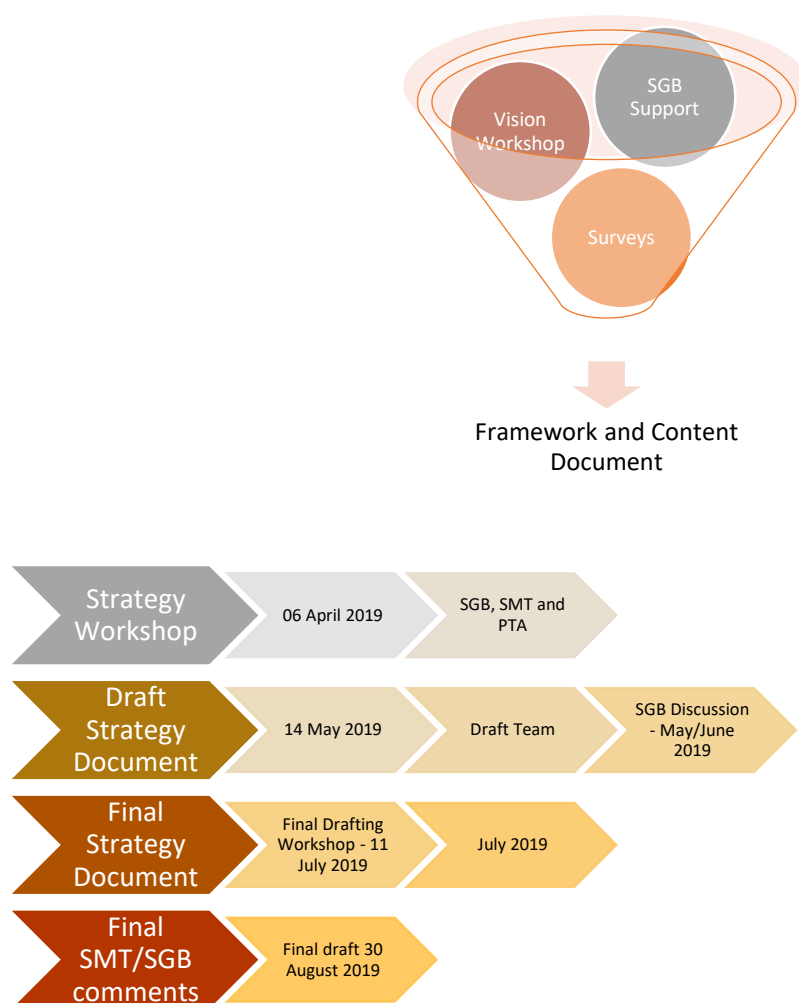 SGB
Support
Vision
Workshop
Surveys
Framework and Content
Document
Strategy
Workshop
06 April 2019
SGB, SMT and
PTA
Draft
Strategy
Document
14 May 2019
Draft Team
SGB Discussion
- May/June
2019
Final
Strategy
Document
Final Drafting
Workshop - 11
July 2019
July 2019
Final
SMT/SGB
comments
Final draft 30
August 2019